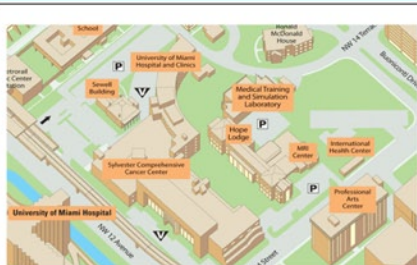 School
Ronald
McDonald
House
NW 14 Terra
University of Miami
Hospital and Clinics
P
Sewell
Building
Medical Training
and Simulation
Laboratory
Hope
Lodge
P
MRI
Center
International
Health Center
Sylvester Comprehensive
Cancer Center
P
Professional
Arts
Center
University of Miami Hospital
NW 12 Avenue
Street